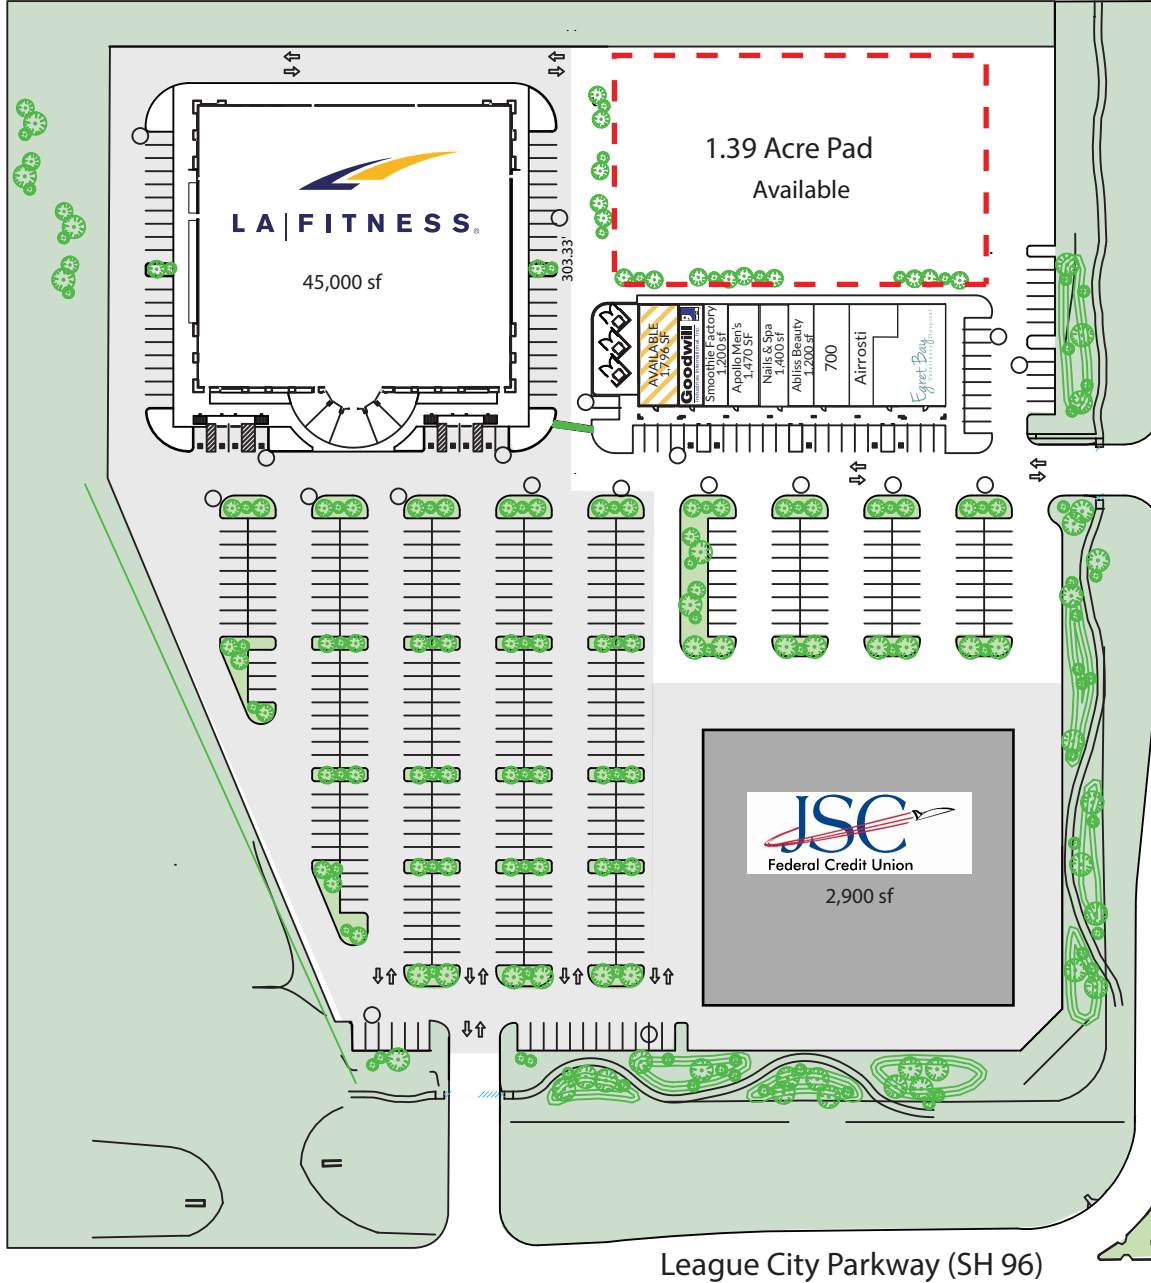 1.39 Acre Pad
Available
LA|FITNESS®
45,000 sf
303.33'
AVAILABLE
1,796 SF
Goodwill
Smoothie Factory
1,200 sf
Apollo Men's
1,470 SF
Nails & Spa
1,400 sf
Abliss Beauty
1,200 sf
700
Airrosti
Egret Bay
Veterinary Hospital
JSC
Federal Credit Union
2,900 sf
League City Parkway (SH 96)